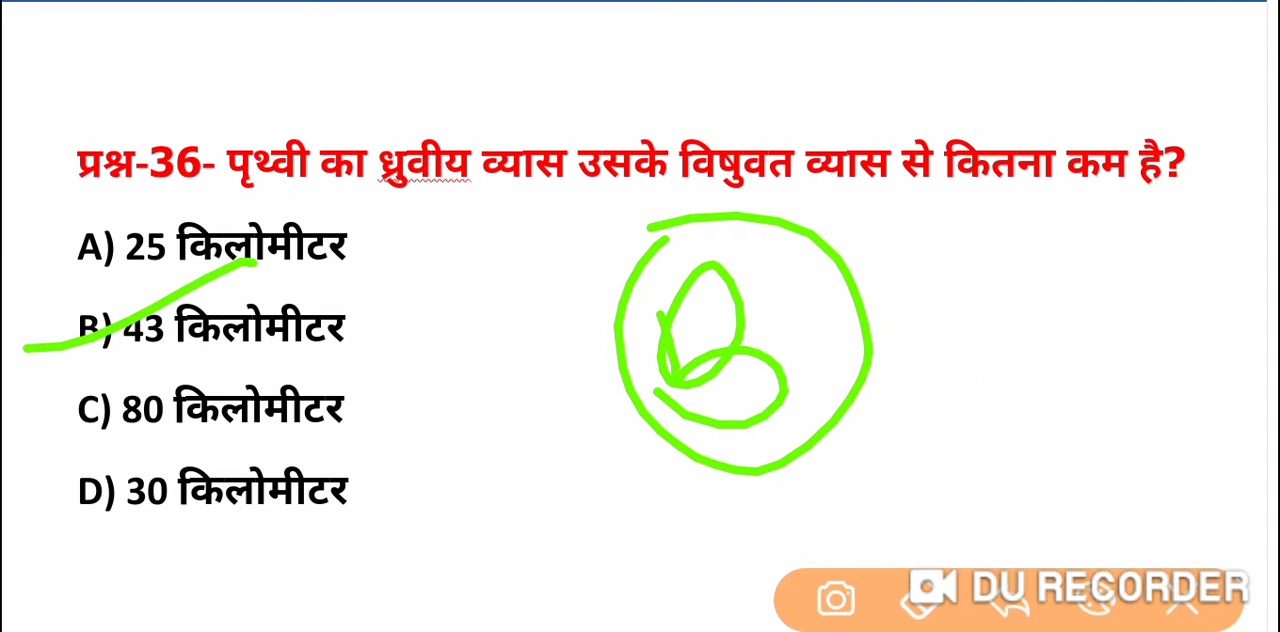 प्रश्न-36- पृथ्वी का ध्रुवीय व्यास उसके विषुवत व्यास से कितना कम है?
A) 25 किलोमीटर
B) 43 किलोमीटर
C) 80 किलोमीटर
D) 30 किलोमीटर
B
DU RECORDER